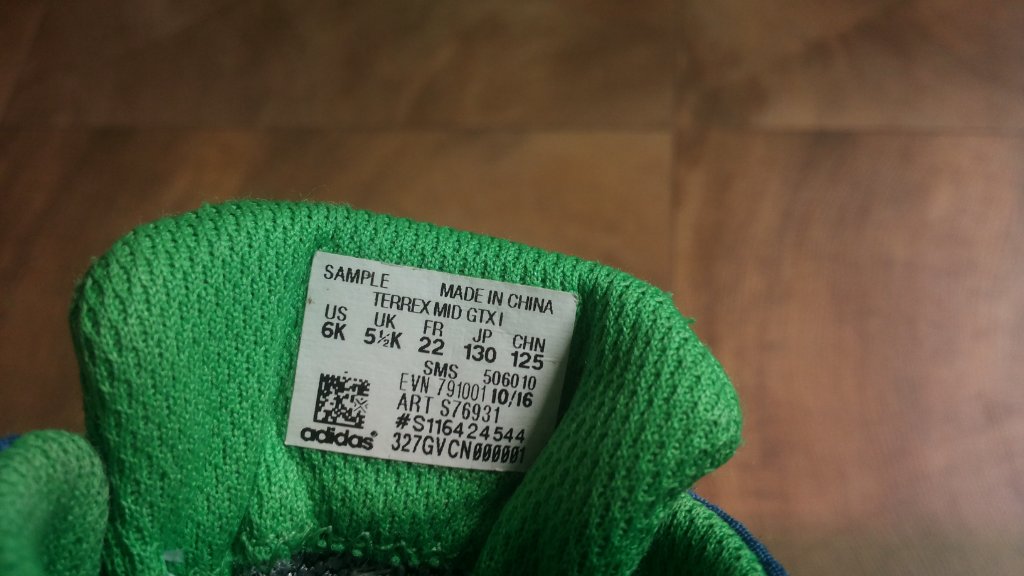 SAMPLE MADE IN CHINA
TERREX MID GTX I
US UK FR JP CHN
6K 5½K 22 130 125
SMS 506010
EVN 791001 10/16
ART S76931
#S116424544
adidas 327GVCN000001